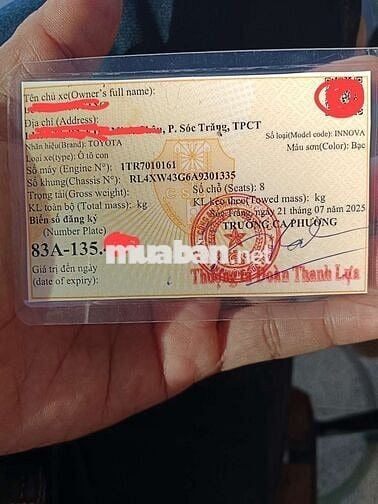 Tên chủ xe(Owner's full name):
Địa chỉ (Address):
P. Sóc Trăng, TPCT
Nhãn hiệu(Brand): TOYOTA
Số loại(Model code): INNOVA
Loại xe(type): Ô tô con
Màu sơn(Color): Bạc
Số máy (Engine N°): 1TR7010161
Số khung(Chassis N°): RL4XW43G6A9301335
Trọng tải(Gross weight): kg
Số chỗ (Seats): 8
KL toàn bộ (Total mass): kg
KL kéo theo(Towed mass): kg
Biển số đăng ký
Sóc Trăng, ngày 21 tháng 07 năm 2025
(Number Plate)
TRƯỞNG CA PHƯỜNG
83A-135.
muaban.net
Giá trị đến ngày
Đoàn Thanh Lựa
(date of expiry):